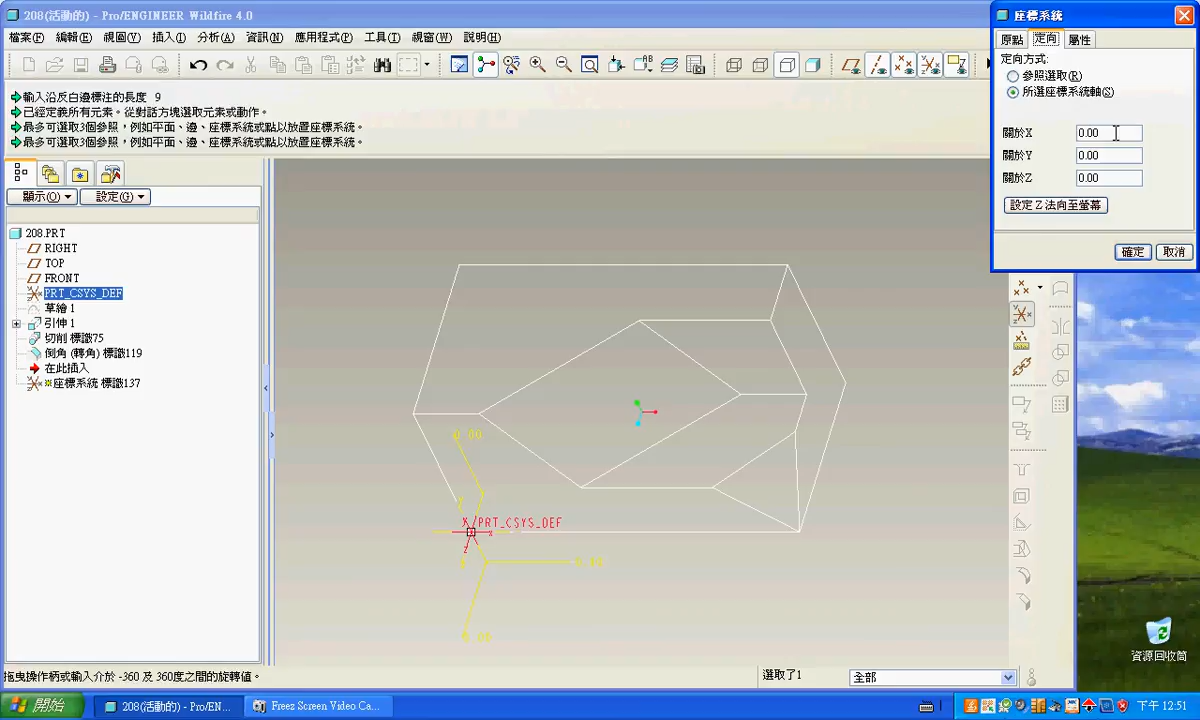 208(活動的) - Pro/ENGINEER Wildfire 4.0
檔案(F) 編輯(E) 視圖(V) 插入(I) 分析(A) 資訊(N) 應用程式(P) 工具(T) 視窗(W) 說明(H)
輸入沿反白邊標注的長度 9
已經定義所有元素。從對話方塊選取元素或動作。
最多可選取3個參照，例如平面、邊、座標系統或點以放置座標系統。
最多可選取3個參照，例如平面、邊、座標系統或點以放置座標系統。
顯示(O) 設定(G)
208.PRT
RIGHT
TOP
FRONT
PRT_CSYS_DEF
草繪 1
引伸 1
切削 標識75
倒角 (轉角) 標識119
在此插入
座標系統 標識137
座標系統
原點 定向 屬性
定向方式:
參照選取(R)
所選座標系統軸(S)
關於X 0.00
關於Y 0.00
關於Z 0.00
設定 Z 法向至螢幕
確定 取消
0.00
X PRT_CSYS_DEF
Z
0.00
0.00
拖曳操作柄或輸入介於 -360 及 360度之間的旋轉值。
選取了1
全部
資源回收筒
開始 208(活動的) - Pro/EN... Freez Screen Video Ca... 下午 12:51